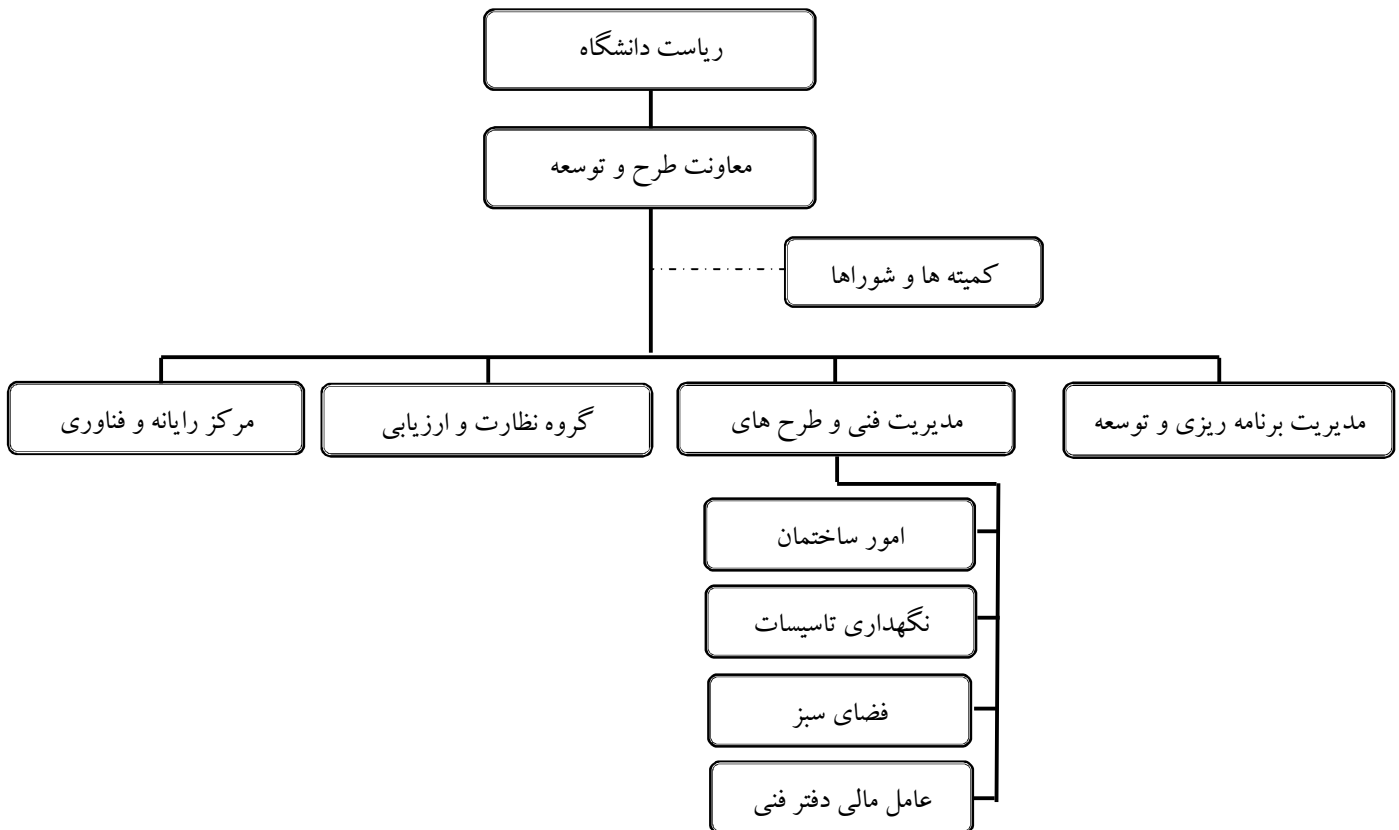 ریاست دانشگاه
معاونت طرح و توسعه
کمیته ها و شوراها
مدیریت برنامه ریزی و توسعه
مدیریت فنی و طرح های
گروه نظارت و ارزیابی
مرکز رایانه و فناوری
امور ساختمان
نگهداری تاسیسات
فضای سبز
عامل مالی دفتر فنی